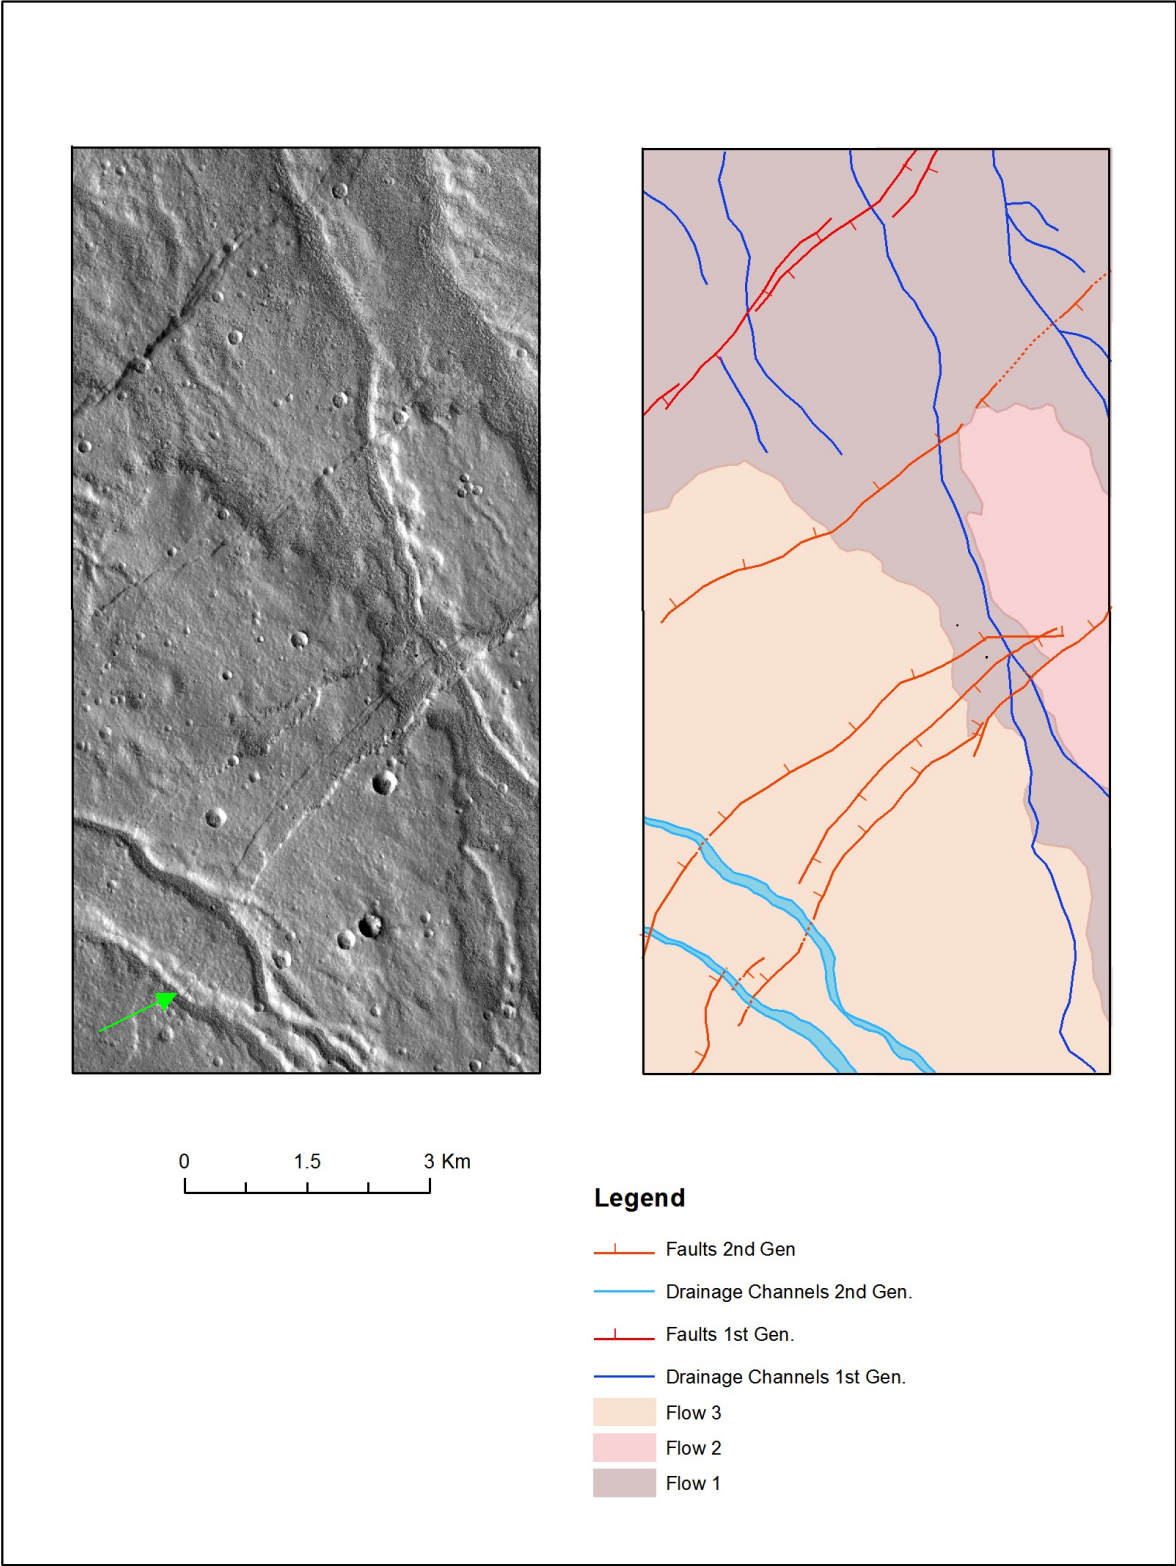 0 1.5 3 Km
Legend
Faults 2nd Gen
Drainage Channels 2nd Gen.
Faults 1st Gen.
Drainage Channels 1st Gen.
Flow 3
Flow 2
Flow 1